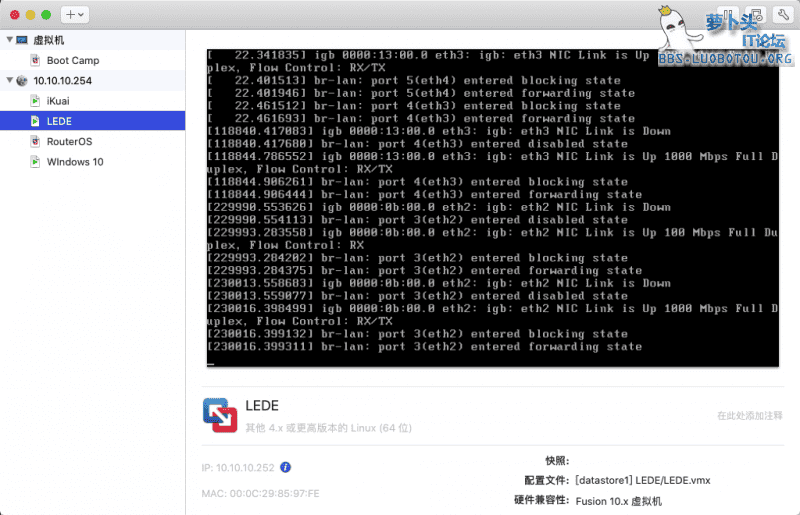 萝卜头
IT论坛
BBS.LUOBOTOU.ORG
虚拟机
Boot Camp
10.10.10.254
iKuai
LEDE
RouterOS
WIndows 10
[   22.341835] igb 0000:13:00.0 eth3: igb: eth3 NIC Link is Up
plex, Flow Control: RX/TX
[   22.401513] br-lan: port 5(eth4) entered blocking state
[   22.401946] br-lan: port 5(eth4) entered forwarding state
[   22.461512] br-lan: port 4(eth3) entered blocking state
[   22.461693] br-lan: port 4(eth3) entered forwarding state
[118840.417083] igb 0000:13:00.0 eth3: igb: eth3 NIC Link is Down
[118840.417680] br-lan: port 4(eth3) entered disabled state
[118844.786552] igb 0000:13:00.0 eth3: igb: eth3 NIC Link is Up 1000 Mbps Full D
uplex, Flow Control: RX/TX
[118844.906261] br-lan: port 4(eth3) entered blocking state
[118844.906444] br-lan: port 4(eth3) entered forwarding state
[229990.553626] igb 0000:0b:00.0 eth2: igb: eth2 NIC Link is Down
[229990.554113] br-lan: port 3(eth2) entered disabled state
[229993.283558] igb 0000:0b:00.0 eth2: igb: eth2 NIC Link is Up 100 Mbps Full Du
plex, Flow Control: RX
[229993.284202] br-lan: port 3(eth2) entered blocking state
[229993.284375] br-lan: port 3(eth2) entered forwarding state
[230013.558683] igb 0000:0b:00.0 eth2: igb: eth2 NIC Link is Down
[230013.559077] br-lan: port 3(eth2) entered disabled state
[230016.398499] igb 0000:0b:00.0 eth2: igb: eth2 NIC Link is Up 1000 Mbps Full D
uplex, Flow Control: RX/TX
[230016.399132] br-lan: port 3(eth2) entered blocking state
[230016.399311] br-lan: port 3(eth2) entered forwarding state
LEDE
其他 4.x 或更高版本的 Linux (64 位)
在此处添加注释
IP: 10.10.10.252
MAC: 00:0C:29:85:97:FE
快照:
配置文件: [datastore1] LEDE/LEDE.vmx
硬件兼容性: Fusion 10.x 虚拟机